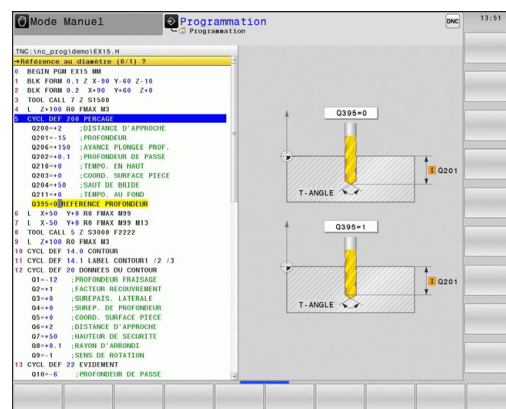 Mode Manuel
Programmation
Programmation
DNC
13:51
TNC:\nc_prog\demo\EX15.H
→Référence au diamètre (0/1) ?
0 BEGIN PGM EX15 MM
1 BLK FORM 0.1 Z X-90 Y-60 Z-10
2 BLK FORM 0.2 X+90 Y+60 Z+0
3 TOOL CALL 7 Z S1500
4 L Z+100 R0 FMAX M3
5 CYCL DEF 200 PERCAGE
Q200=+2 ;DISTANCE D'APPROCHE
Q201=-15 ;PROFONDEUR
Q206=+150 ;AVANCE PLONGEE PROF.
Q202=+0.1 ;PROFONDEUR DE PASSE
Q210=+0 ;TEMPO. EN HAUT
Q203=+0 ;COORD. SURFACE PIECE
Q204=+50 ;SAUT DE BRIDE
Q211=+0 ;TEMPO. AU FOND
Q395=0 REFERENCE PROFONDEUR
6 L X+50 Y+0 R0 FMAX M99
7 L X-50 Y+0 R0 FMAX M99 M13
8 TOOL CALL 5 Z S3000 F2222
9 L Z+100 R0 FMAX M3
10 CYCL DEF 14.0 CONTOUR
11 CYCL DEF 14.1 LABEL CONTOUR1 /2 /3
12 CYCL DEF 20 DONNEES DU CONTOUR
Q1=-12 ;PROFONDEUR FRAISAGE
Q2=+1 ;FACTEUR RECOUVREMENT
Q3=+0 ;SUREPAIS. LATERALE
Q4=+0 ;SUREP. DE PROFONDEUR
Q5=+0 ;COORD. SURFACE PIECE
Q6=+2 ;DISTANCE D'APPROCHE
Q7=+50 ;HAUTEUR DE SECURITE
Q8=+0.1 ;RAYON D'ARRONDI
Q9=-1 ;SENS DE ROTATION
13 CYCL DEF 22 EVIDEMENT
Q10=-6 ;PROFONDEUR DE PASSE
Q395=0
I Q201
T-ANGLE
Q395=1
I Q201
T-ANGLE